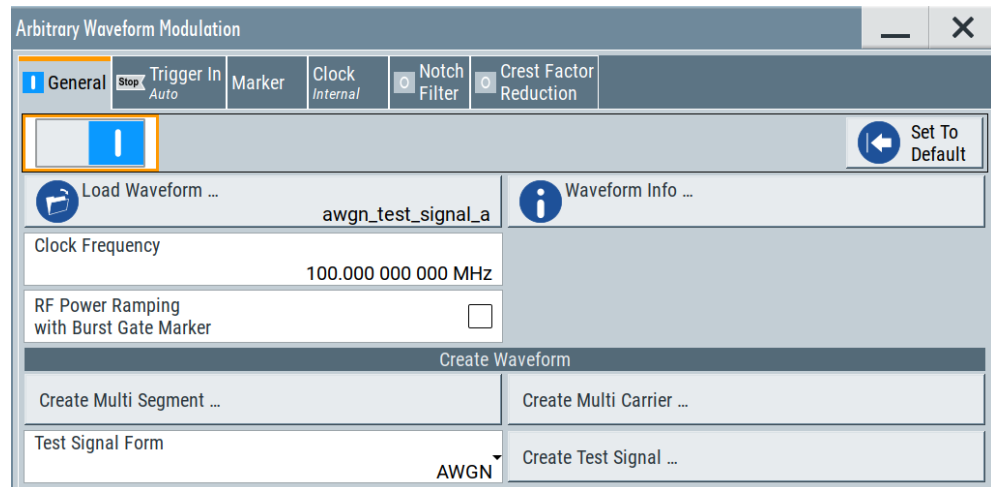 Arbitrary Waveform Modulation
General
Stop
Trigger In
Auto
Marker
Clock
Internal
Notch
Filter
Crest Factor
Reduction
Set To
Default
Load Waveform ...
awgn_test_signal_a
Waveform Info ...
Clock Frequency
100.000 000 000 MHz
RF Power Ramping
with Burst Gate Marker
Create Waveform
Create Multi Segment ...
Create Multi Carrier ...
Test Signal Form
AWGN
Create Test Signal ...